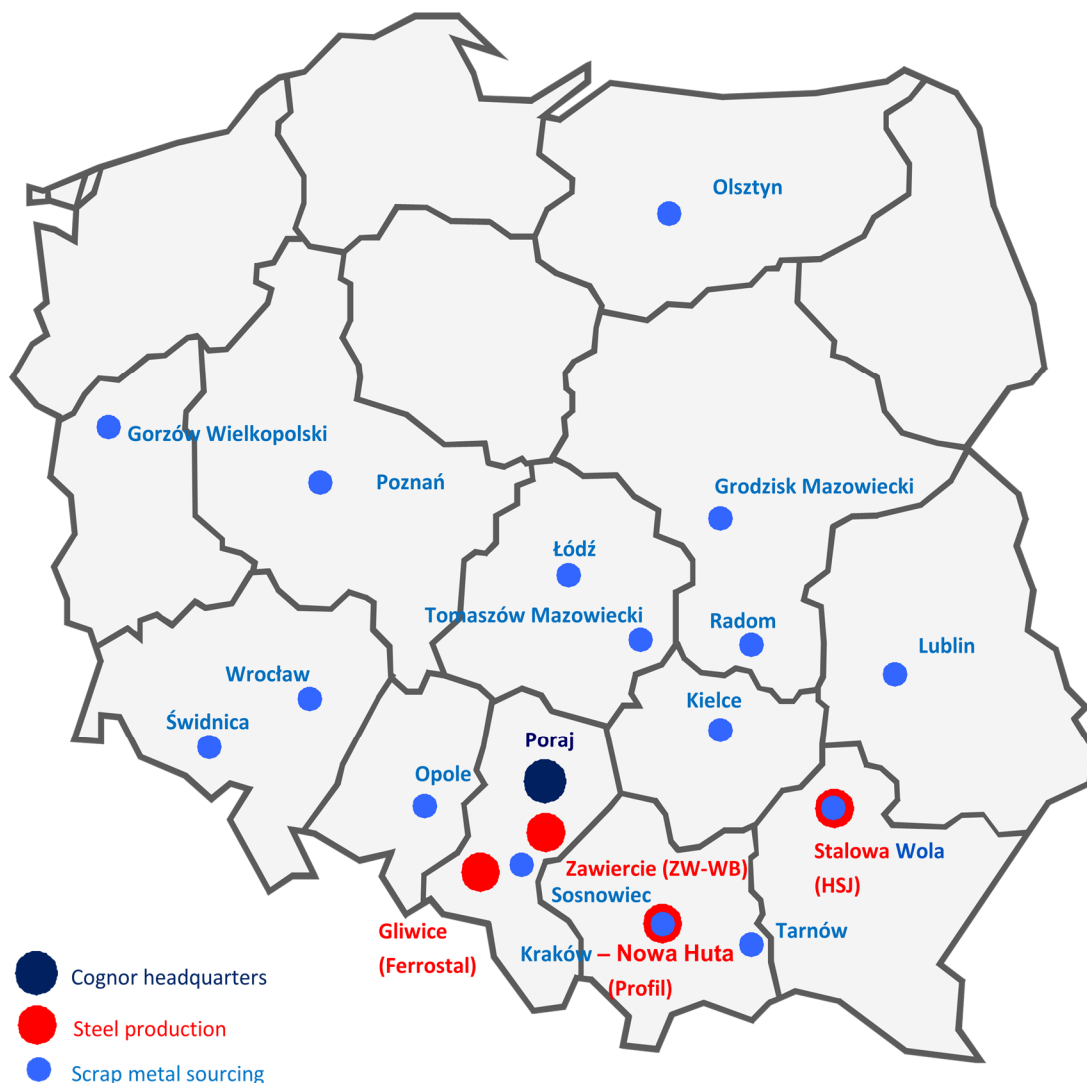 Olsztyn
Gorzów Wielkopolski
Poznań
Grodzisk Mazowiecki
Łódź
Tomaszów Mazowiecki
Radom
Lublin
Wrocław
Kielce
Świdnica
Poraj
Opole
Stalowa Wola
(HSJ)
Zawiercie (ZW-WB)
Sosnowiec
Gliwice
(Ferrostal)
Kraków – Nowa Huta
(Profil)
Tarnów
Cognor headquarters
Steel production
Scrap metal sourcing